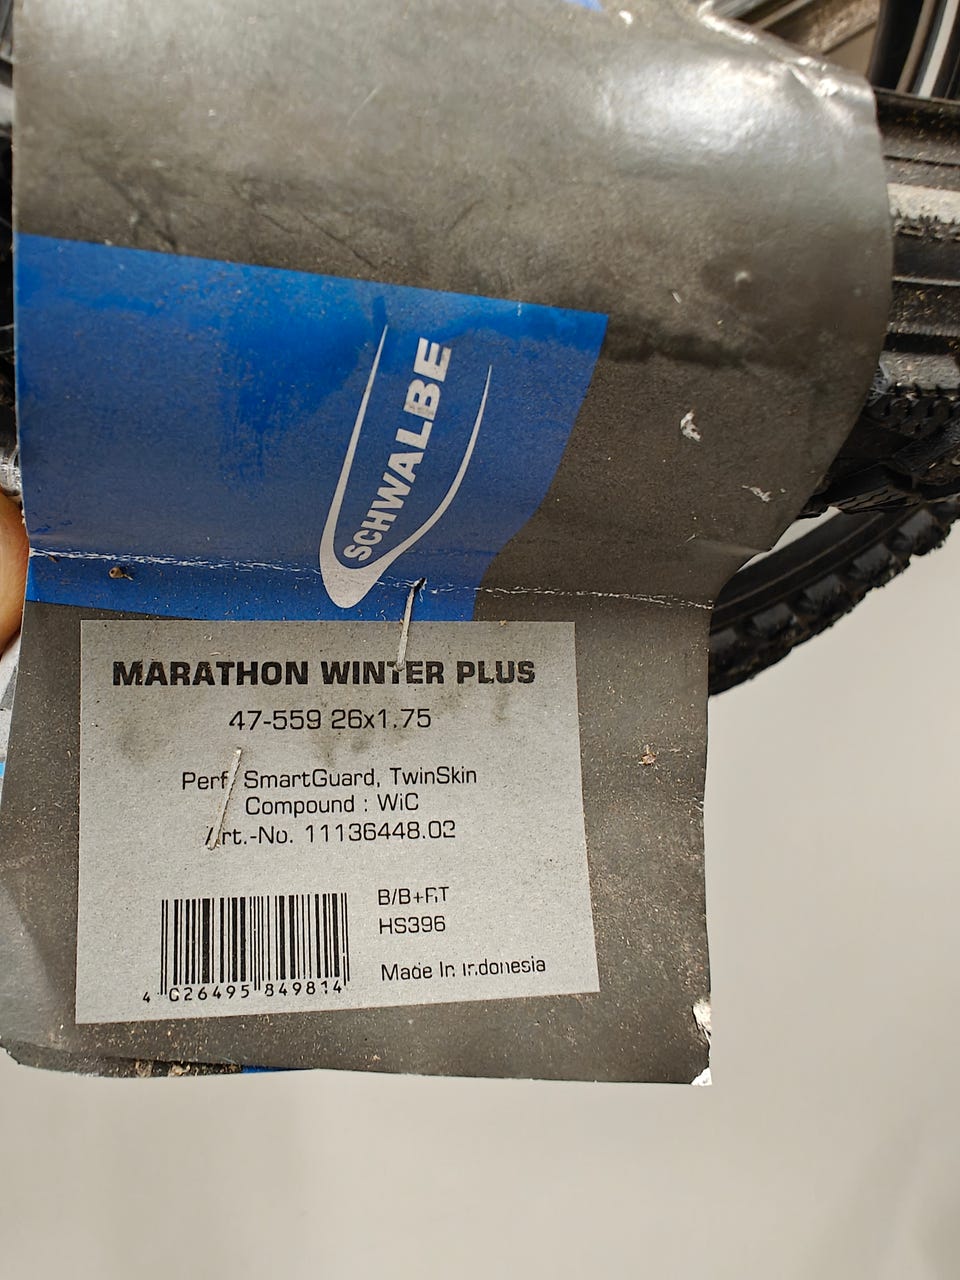 SCHWALBE
MARATHON WINTER PLUS
47-559 26x1.75
Perf, SmartGuard, TwinSkin
Compound : WiC
Art.-No. 11136448.02
B/B+RT
HS396
Made In Indonesia
4 026495 849814